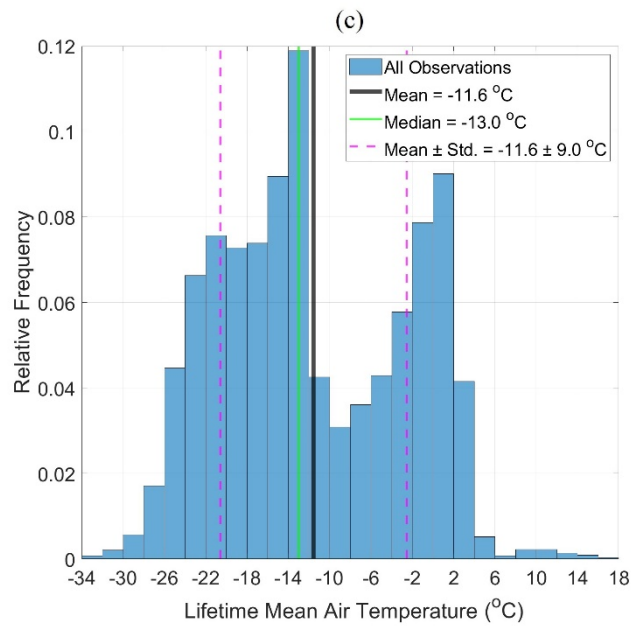 (c)
All Observations
Mean = -11.6 °C
Median = -13.0 °C
Mean ± Std. = -11.6 ± 9.0 °C
Relative Frequency
0.12
0.1
0.08
0.06
0.04
0.02
0
-34 -30 -26 -22 -18 -14 -10 -6 -2 2 6 10 14 18
Lifetime Mean Air Temperature (°C)